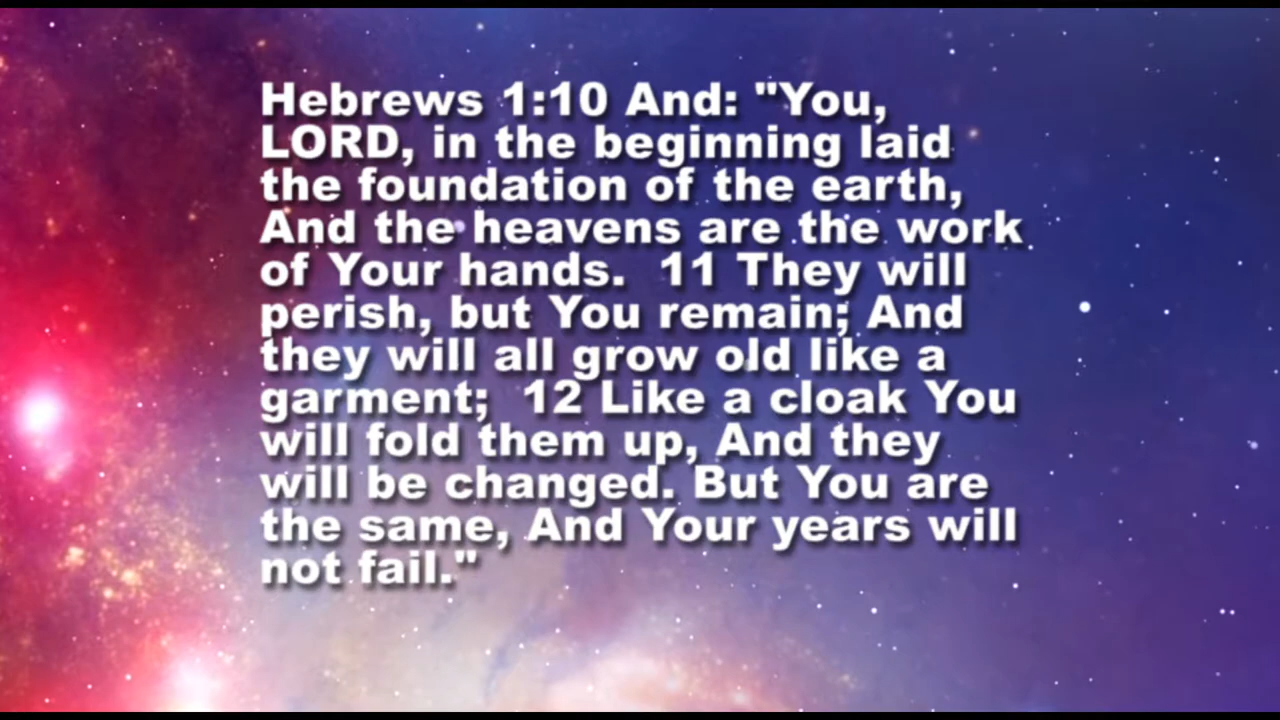 Hebrews 1:10 And: "You,
LORD, in the beginning laid
the foundation of the earth,
And the heavens are the work
of Your hands.  11 They will
perish, but You remain; And
they will all grow old like a
garment;  12 Like a cloak You
will fold them up, And they
will be changed. But You are
the same, And Your years will
not fail."